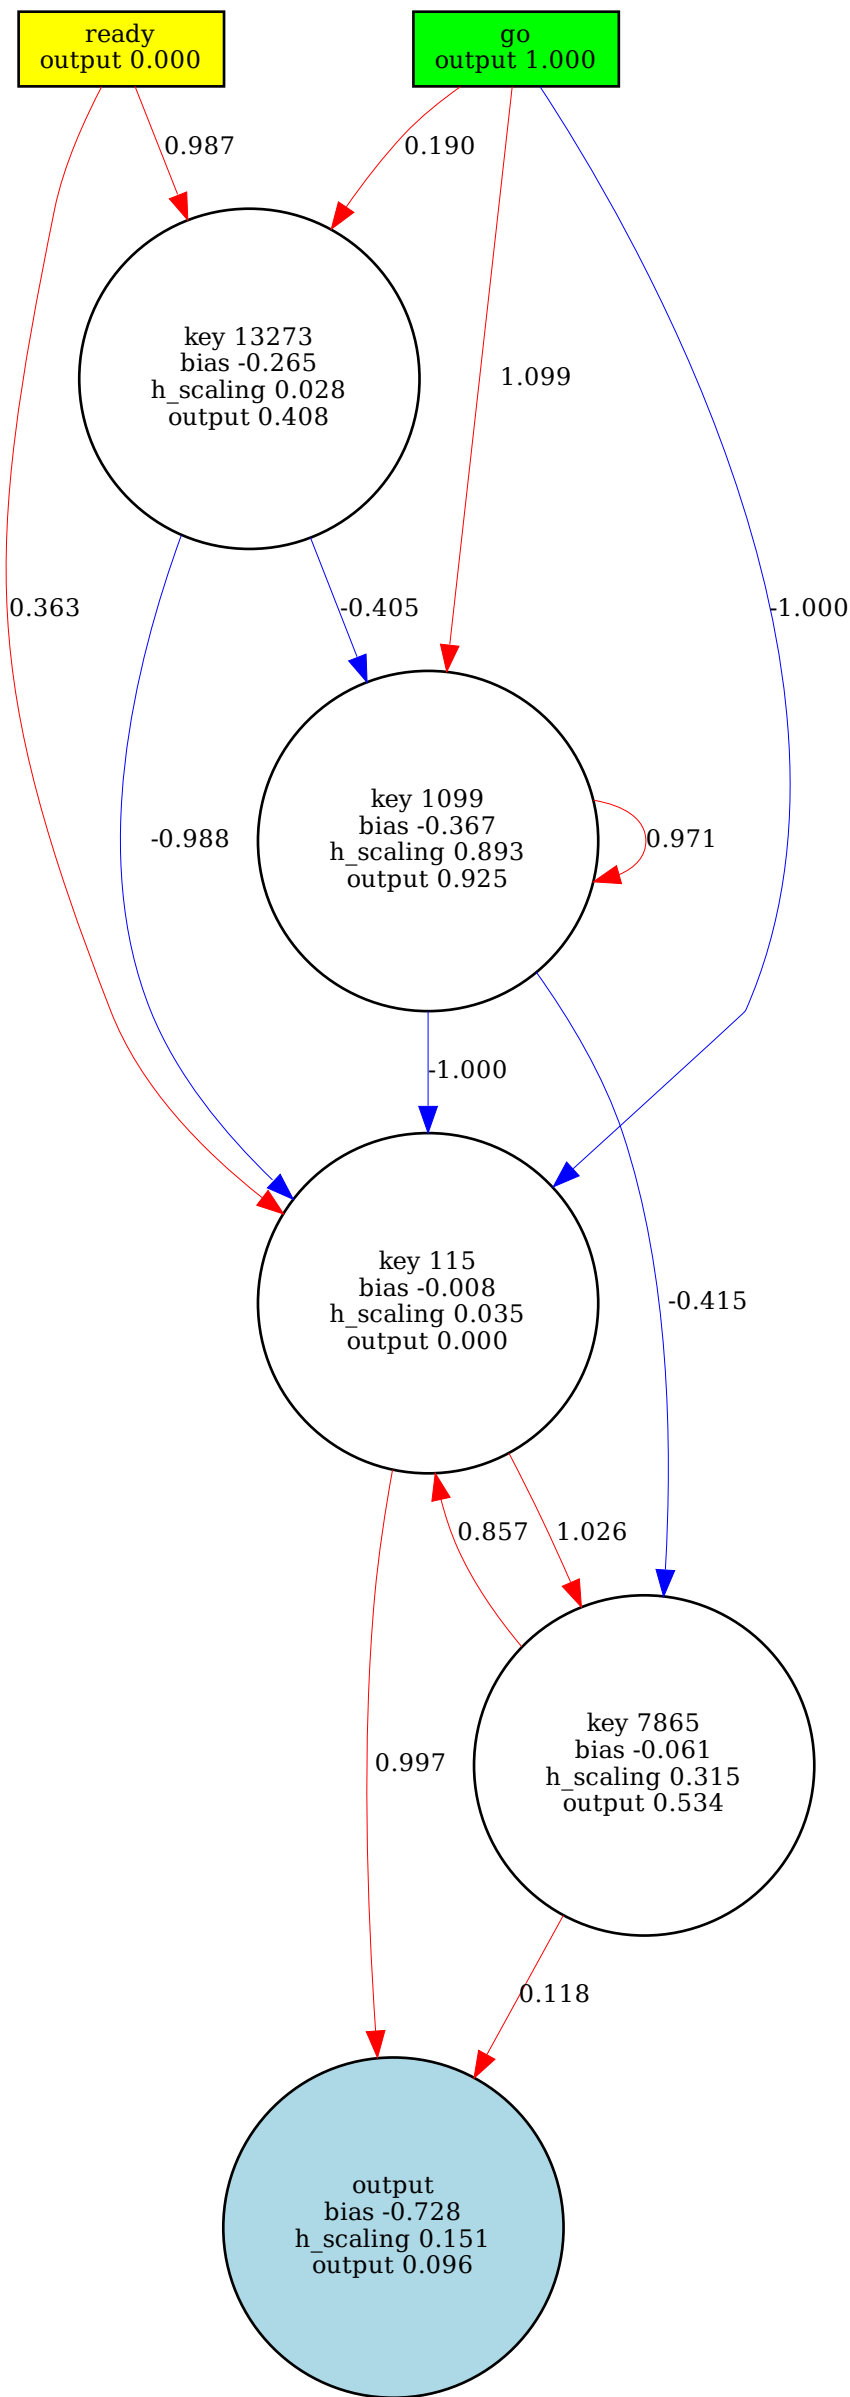 ready
output 0.000
go
output 1.000
0.987
0.190
key 13273
bias -0.265
h_scaling 0.028
output 0.408
1.099
0.363
-0.405
-1.000
key 1099
bias -0.367
h_scaling 0.893
output 0.925
-0.988
0.971
-1.000
key 115
bias -0.008
h_scaling 0.035
output 0.000
-0.415
0.857
1.026
key 7865
bias -0.061
h_scaling 0.315
output 0.534
0.997
0.118
output
bias -0.728
h_scaling 0.151
output 0.096